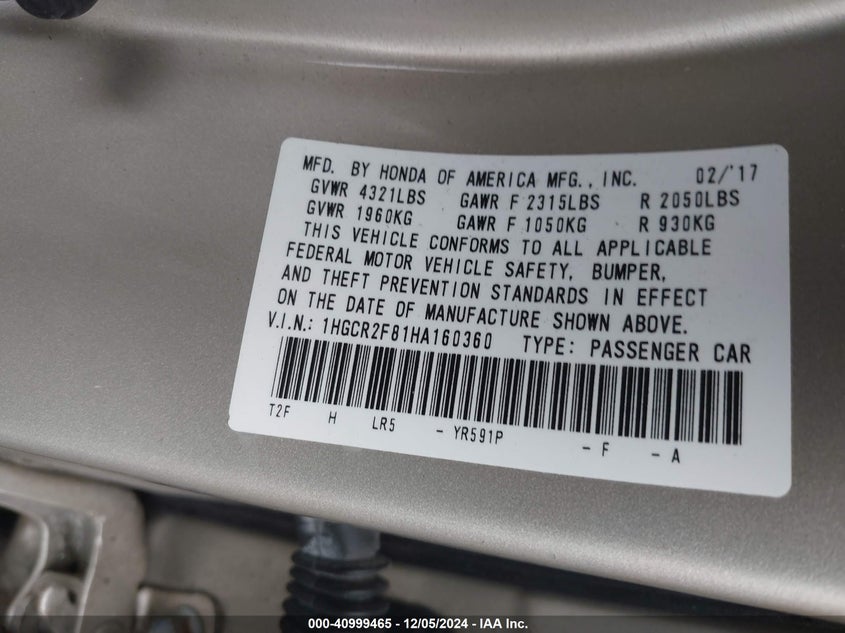 MFD. BY HONDA OF AMERICA MFG., INC. 02/'17
GVWR 4321LBS GAWR F 2315LBS R 2050LBS
GVWR 1960KG GAWR F 1050KG R 930KG
THIS VEHICLE CONFORMS TO ALL APPLICABLE
FEDERAL MOTOR VEHICLE SAFETY, BUMPER,
AND THEFT PREVENTION STANDARDS IN EFFECT
ON THE DATE OF MANUFACTURE SHOWN ABOVE.
V.I.N.: 1HGCR2F81HA160360 TYPE: PASSENGER CAR
T2F H LR5 - YR591P - F - A
000-40999465 - 12/05/2024 - IAA Inc.